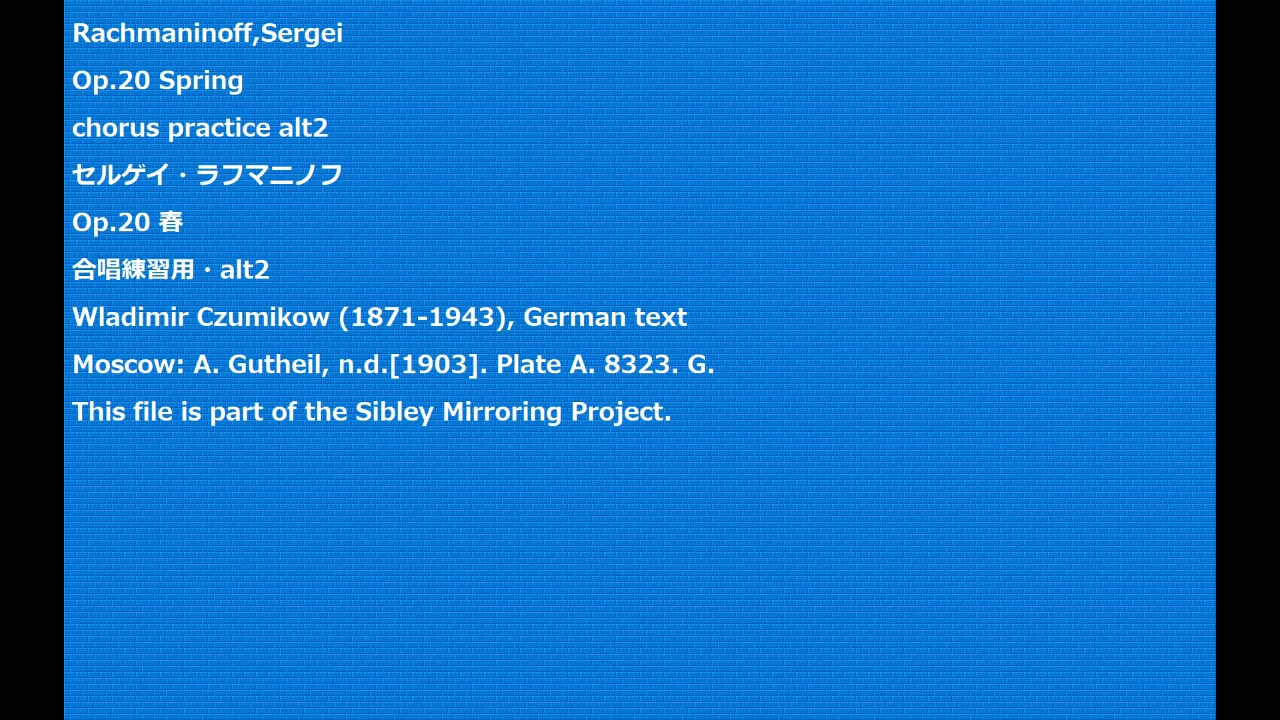 Rachmaninoff,Sergei
Op.20 Spring
chorus practice alt2
セルゲイ・ラフマニノフ
Op.20 春
合唱練習用・alt2
Wladimir Czumikow (1871-1943), German text
Moscow: A. Gutheil, n.d.[1903]. Plate A. 8323. G.
This file is part of the Sibley Mirroring Project.